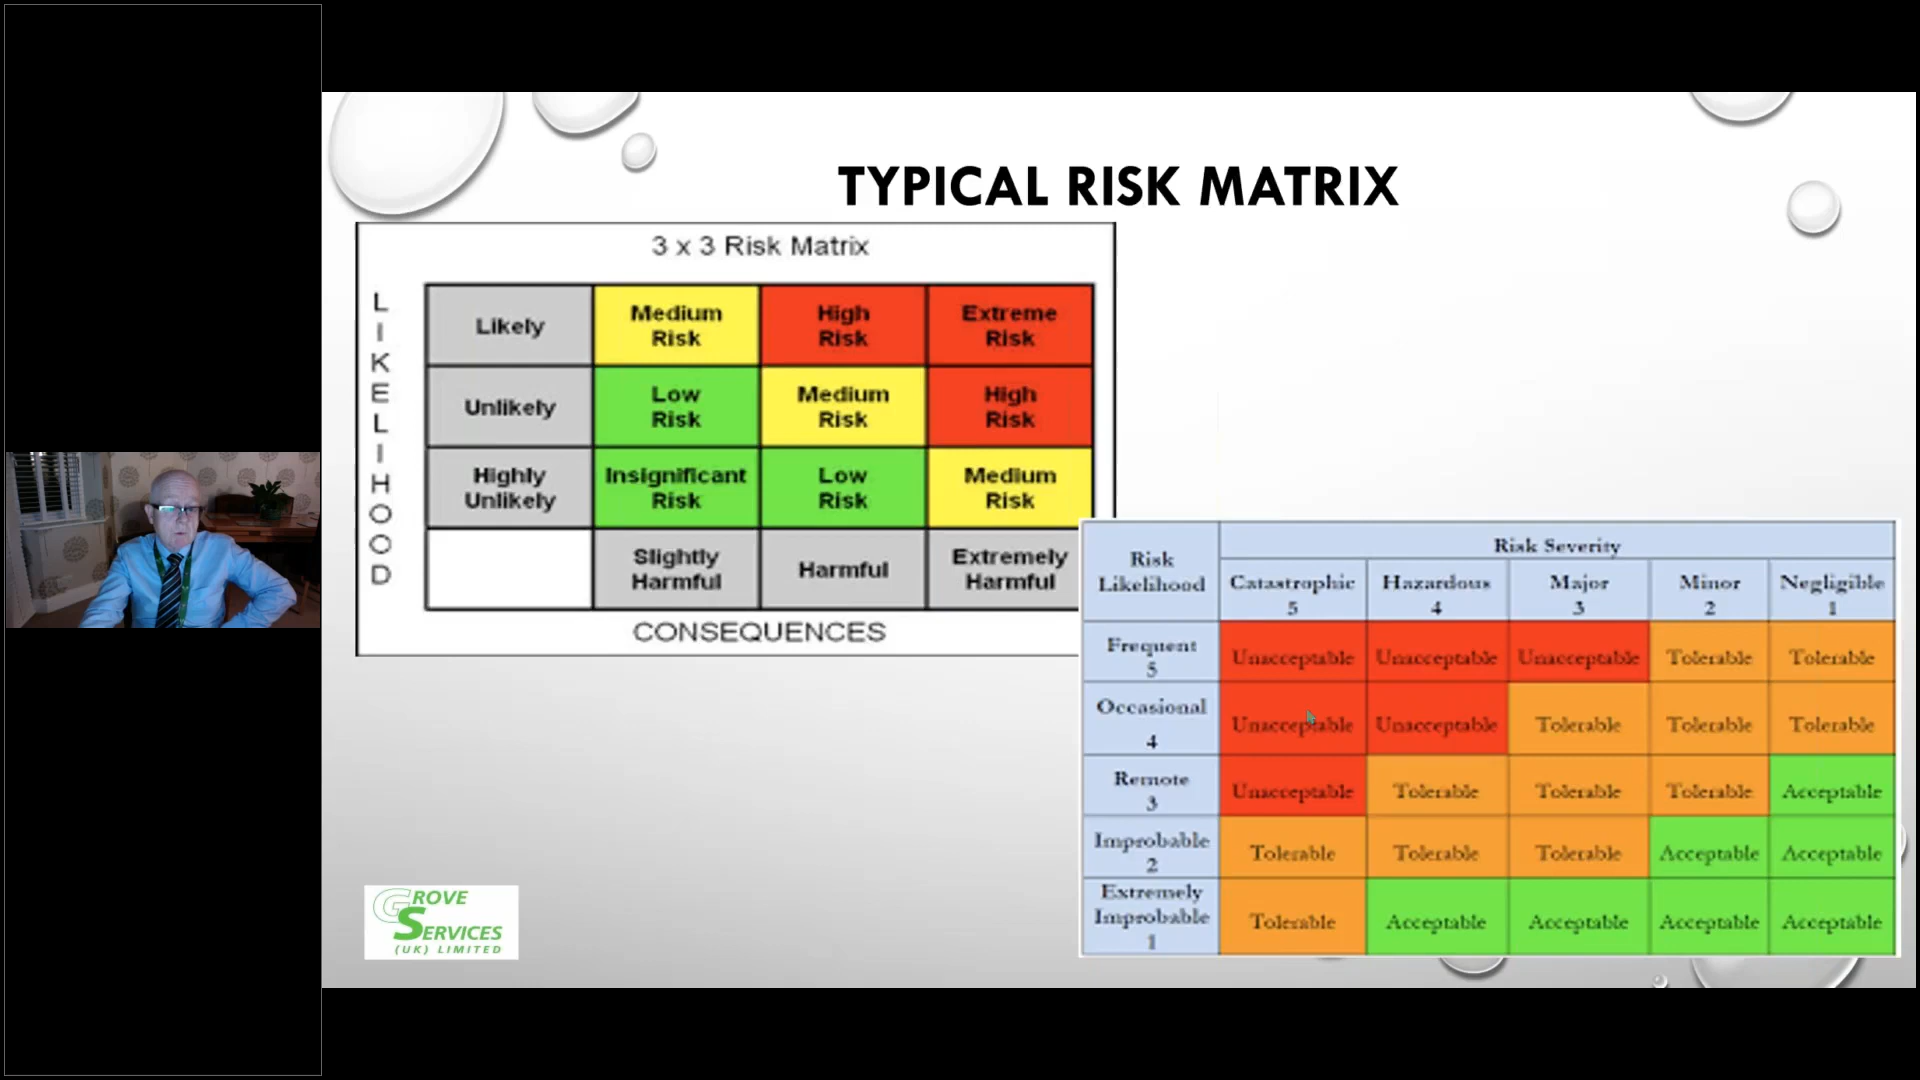 TYPICAL RISK MATRIX
3 x 3 Risk Matrix
LIKELIHOOD
Likely
Medium
Risk
High
Risk
Extreme
Risk
Unlikely
Low
Risk
Medium
Risk
High
Risk
Highly
Unlikely
Insignificant
Risk
Low
Risk
Medium
Risk
Slightly
Harmful
Harmful
Extremely
Harmful
CONSEQUENCES
Risk
Likelihood
Risk Severity
Catastrophic
5
Hazardous
4
Major
3
Minor
2
Negligible
1
Frequent
5
Unacceptable
Unacceptable
Unacceptable
Tolerable
Tolerable
Occasional
4
Unacceptable
Unacceptable
Tolerable
Tolerable
Tolerable
Remote
3
Unacceptable
Tolerable
Tolerable
Tolerable
Acceptable
Improbable
2
Tolerable
Tolerable
Tolerable
Acceptable
Acceptable
Extremely
Improbable
1
Tolerable
Acceptable
Acceptable
Acceptable
Acceptable
GROVE
SERVICES
(UK) LIMITED